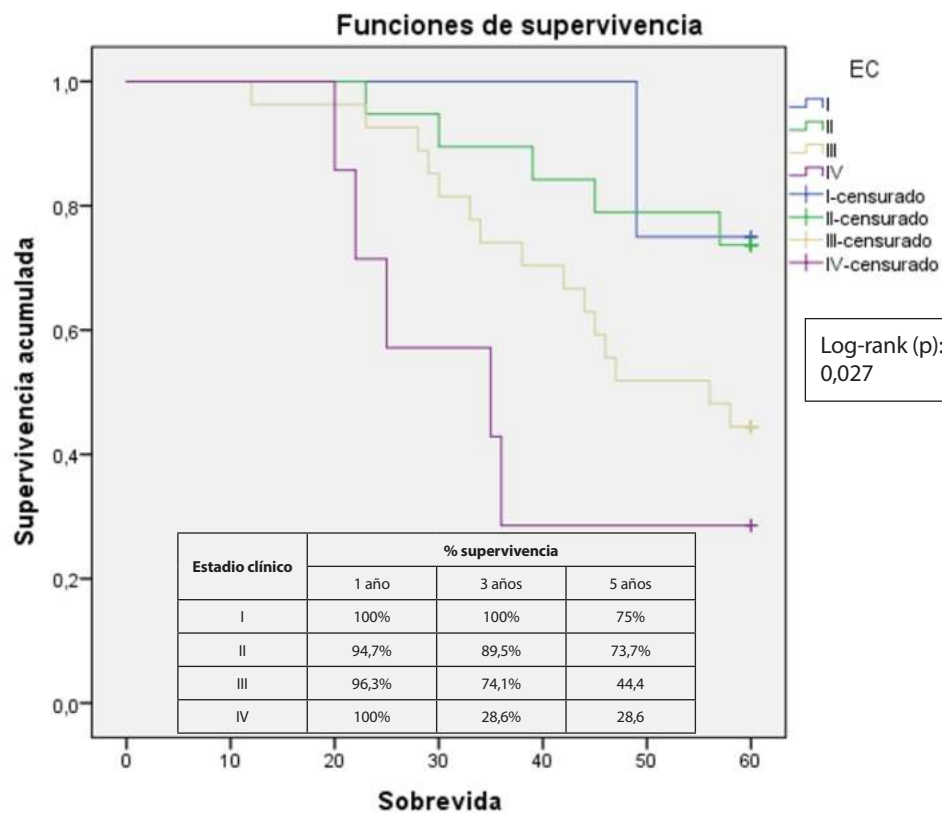 Funciones de supervivencia
Supervivencia acumulada
1,0
0,8
0,6
0,4
0,2
0,0
0 10 20 30 40 50 60
Sobrevida
EC
I
II
III
IV
I-censurado
II-censurado
III-censurado
IV-censurado
Log-rank (p):
0,027
Estadio clínico % supervivencia
1 año 3 años 5 años
I 100% 100% 75%
II 94,7% 89,5% 73,7%
III 96,3% 74,1% 44,4
IV 100% 28,6% 28,6